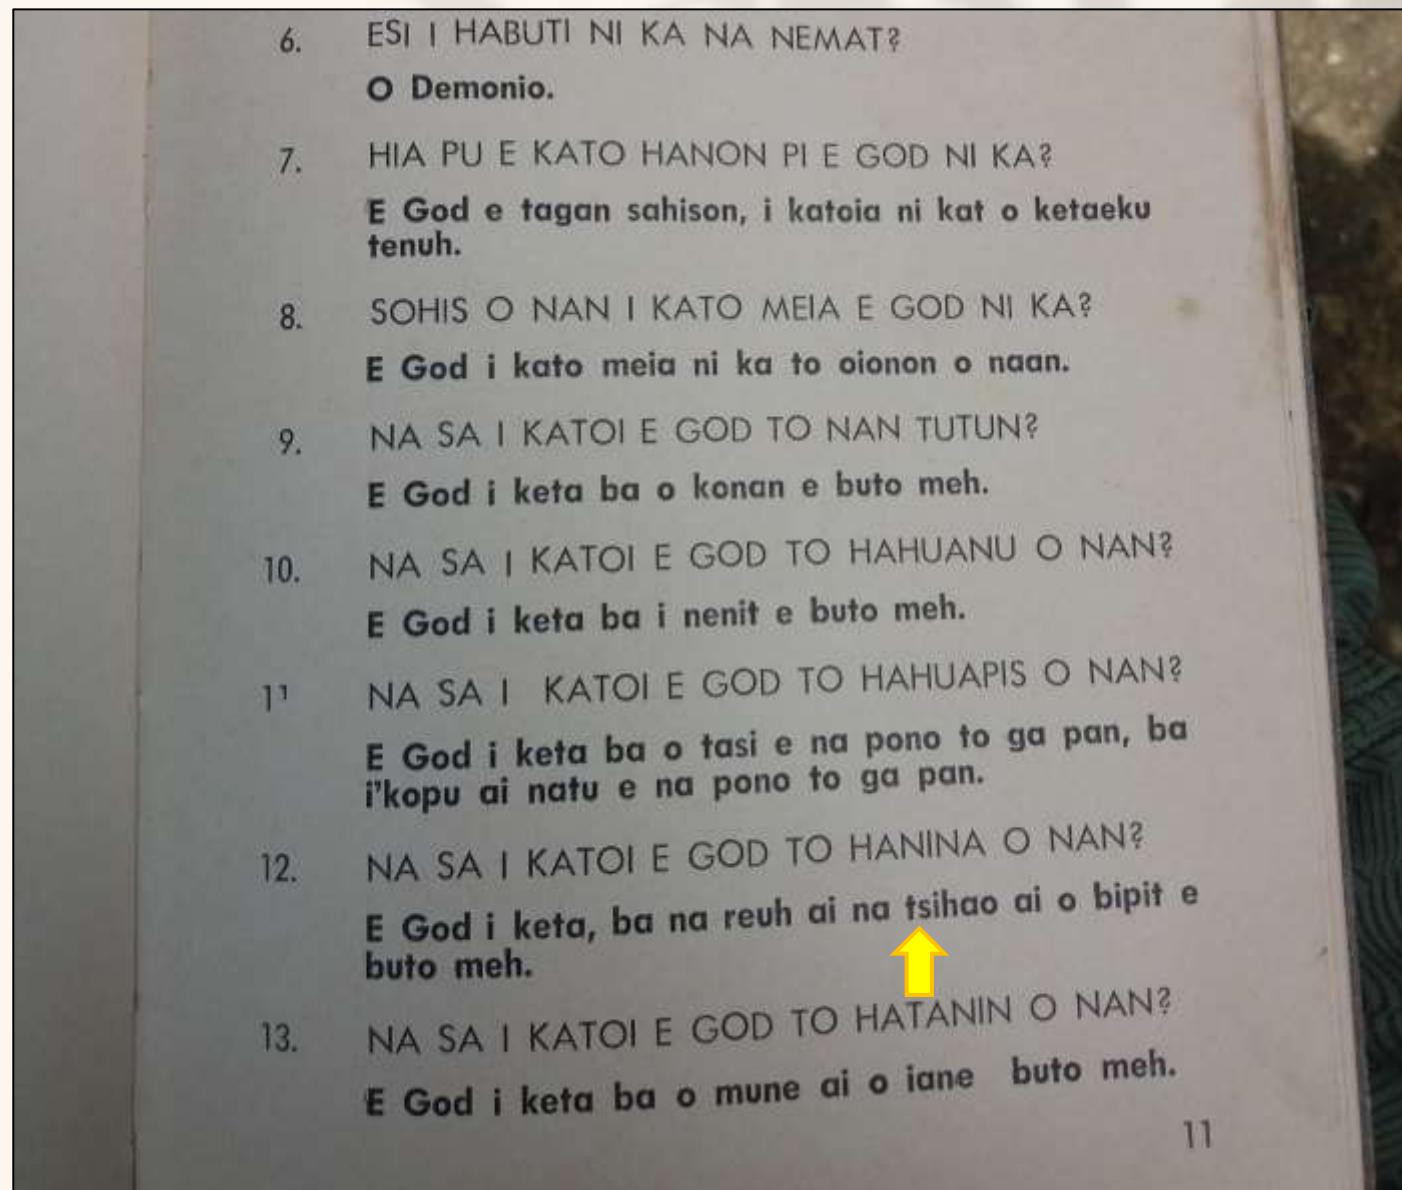 6. ESI I HABUTI NI KA NA NEMAT?
O Demonio.
7. HIA PU E KATO HANON PI E GOD NI KA?
E God e tagan sahison, i katoia ni kat o ketaeku
tenuh.
8. SOHIS O NAN I KATO MEIA E GOD NI KA?
E God i kato meia ni ka to oionon o naan.
9. NA SA I KATOI E GOD TO NAN TUTUN?
E God i keta ba o konan e buto meh.
10. NA SA I KATOI E GOD TO HAHUANU O NAN?
E God i keta ba i nenit e buto meh.
11 NA SA I KATOI E GOD TO HAHUAPIS O NAN?
E God i keta ba o tasi e na pono to ga pan, ba
i'kopu ai natu e na pono to ga pan.
12. NA SA I KATOI E GOD TO HANINA O NAN?
E God i keta, ba na reuh ai na tsihao ai o bipit e
buto meh.
13. NA SA I KATOI E GOD TO HATANIN O NAN?
E God i keta ba o mune ai o iane buto meh.
11